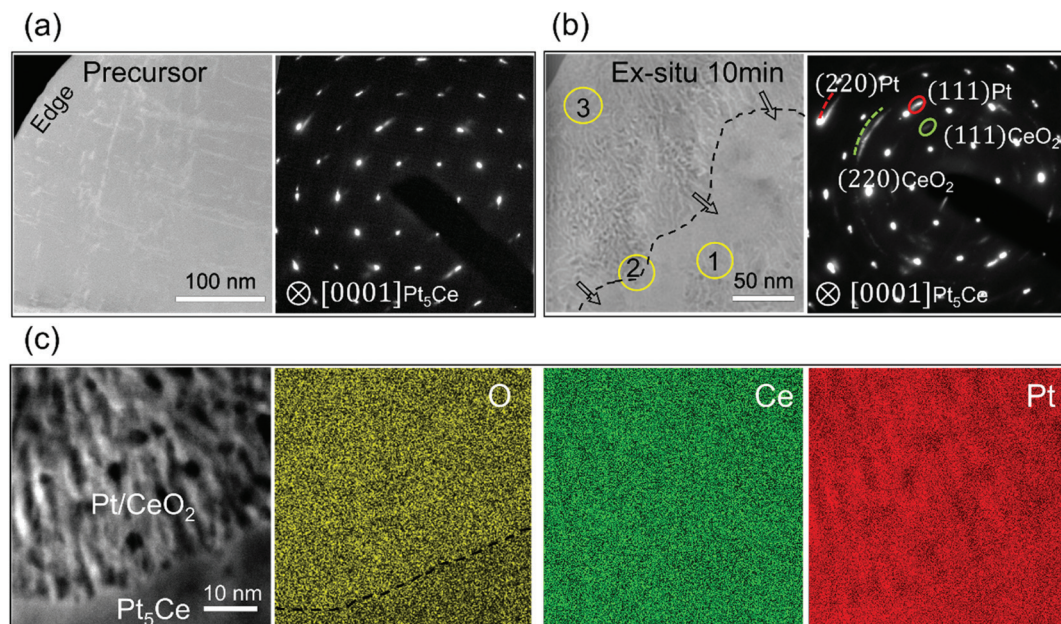 (a)
(b)
Precursor
Edge
100 nm
⊗ [0001]Pt₅Ce
Ex-situ 10min
3
2
1
50 nm
(220)Pt
(111)Pt
(111)CeO₂
(220)CeO₂
⊗ [0001]Pt₅Ce
(c)
Pt/CeO₂
Pt₅Ce
10 nm
O
Ce
Pt